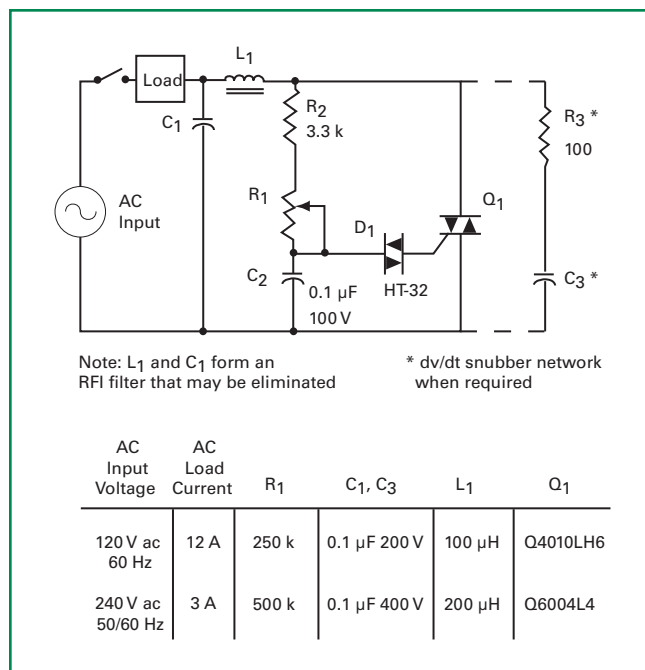 L1
Load
C1
R2
3.3 k
R3 *
100
AC
Input
R1
D1
Q1
C2
0.1 µF
100 V
HT-32
C3 *
Note: L1 and C1 form an
RFI filter that may be eliminated
* dv/dt snubber network
when required
AC
Input
Voltage
AC
Load
Current
R1
C1, C3
L1
Q1
120 V ac
60 Hz
12 A
250 k
0.1 µF 200 V
100 µH
Q4010LH6
240 V ac
50/60 Hz
3 A
500 k
0.1 µF 400 V
200 µH
Q6004L4